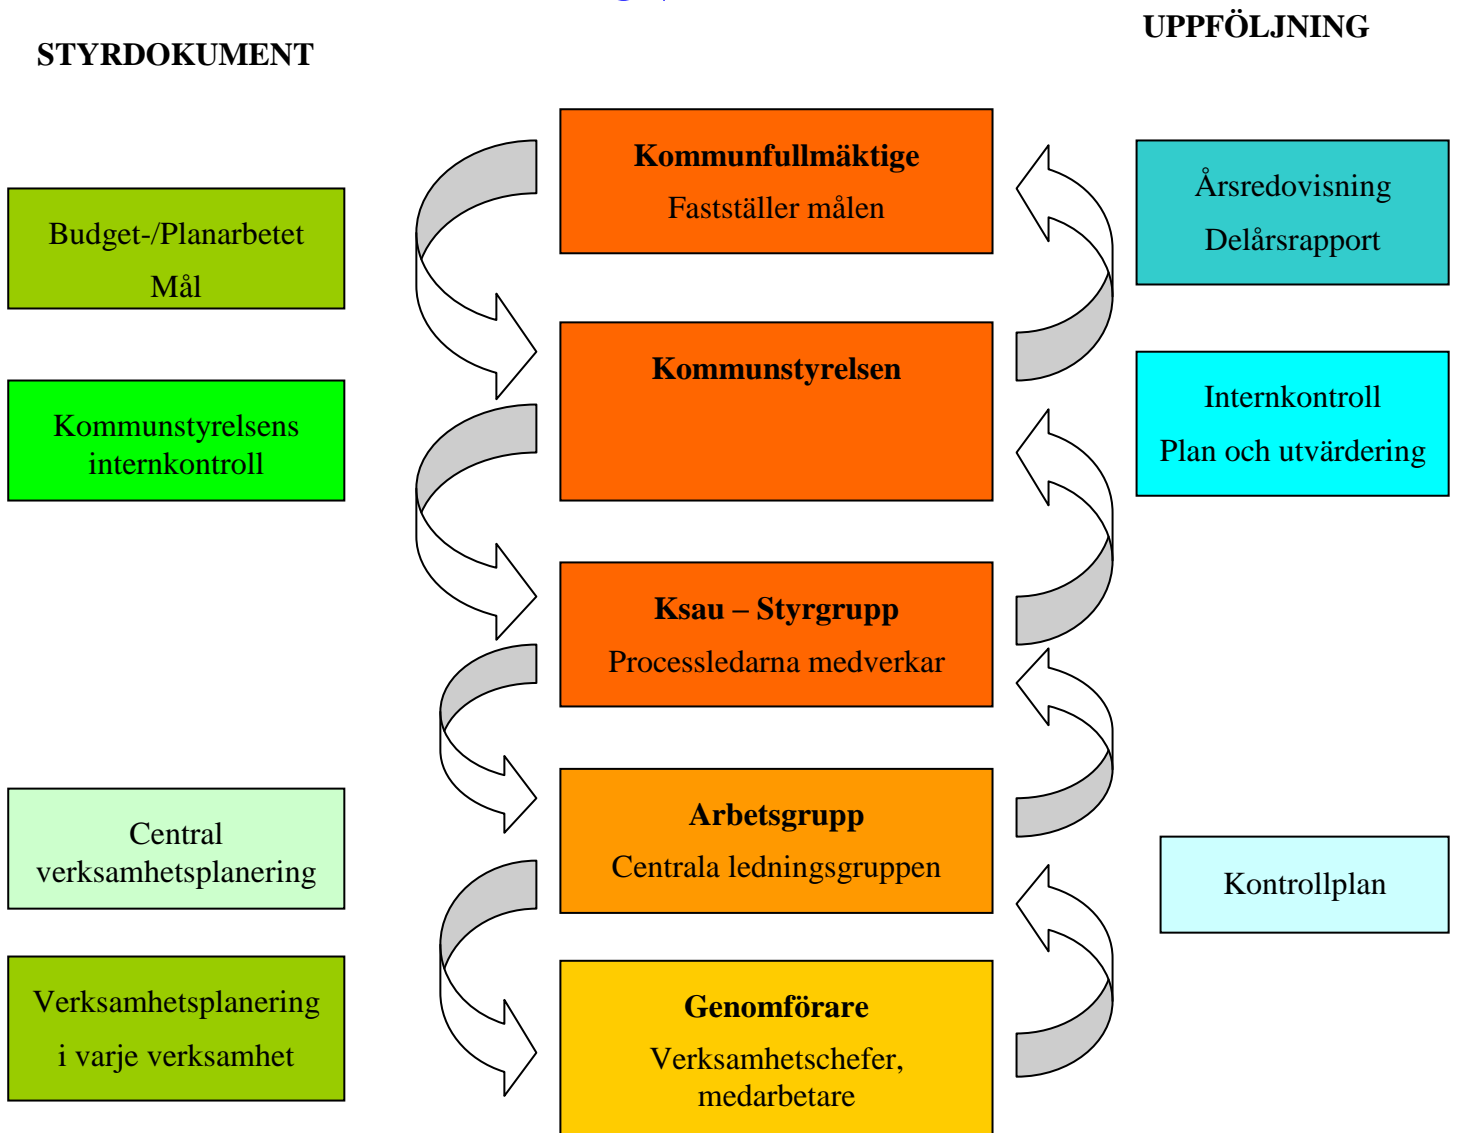 STYRDOKUMENT
UPPFÖLJNING
Budget-/Planarbetet
Mål
Kommunstyrelsens
internkontroll
Central
verksamhetsplanering
Verksamhetsplanering
i varje verksamhet
Kommunfullmäktige
Fastställer målen
Kommunstyrelsen
Ksau – Styrgrupp
Processledarna medverkar
Arbetsgrupp
Centrala ledningsgruppen
Genomförare
Verksamhetschefer,
medarbetare
Årsredovisning
Delårsrapport
Internkontroll
Plan och utvärdering
Kontrollplan